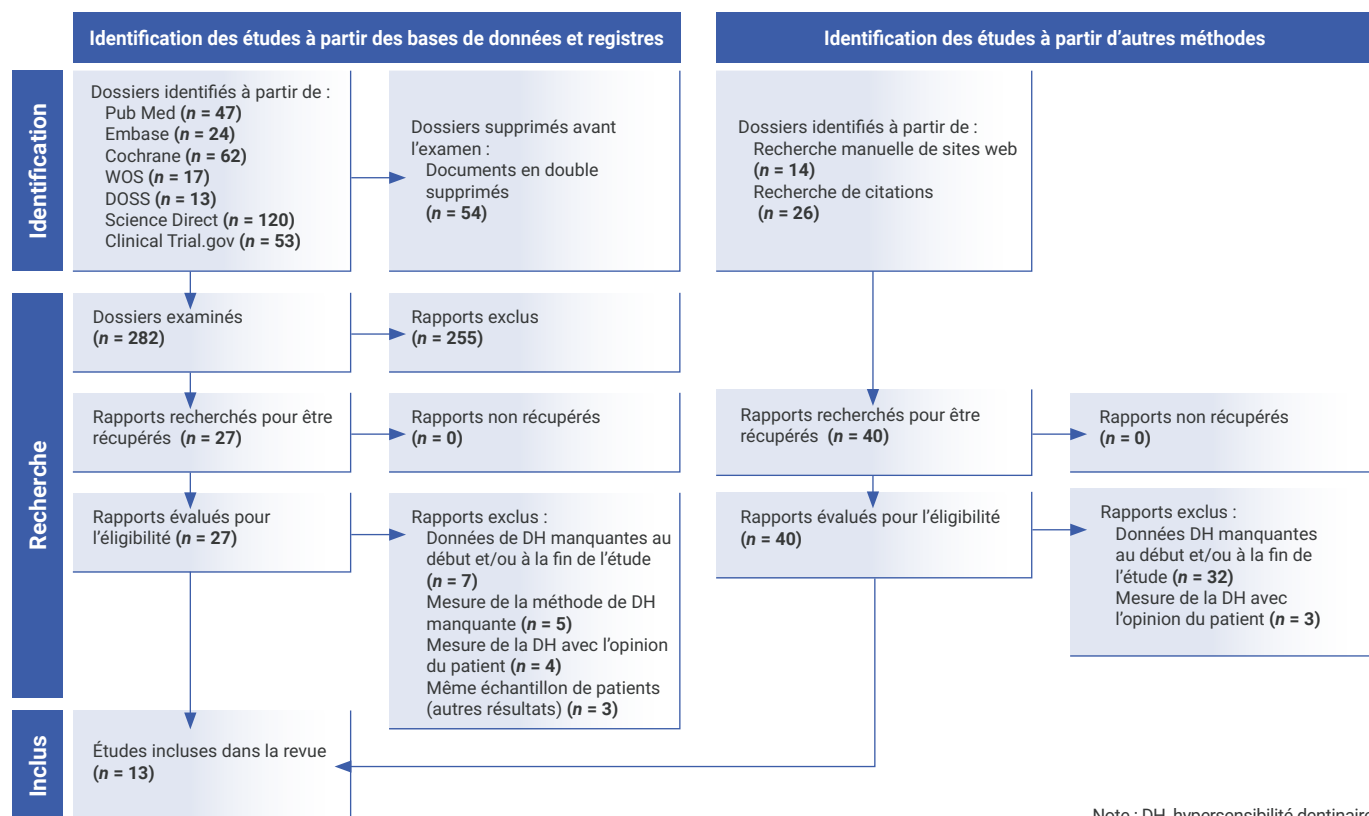 Identification des études à partir des bases de données et registres
Identification des études à partir d'autres méthodes
Identification
Dossiers identifiés à partir de :
Pub Med (n = 47)
Embase (n = 24)
Cochrane (n = 62)
WOS (n = 17)
DOSS (n = 13)
Science Direct (n = 120)
Clinical Trial.gov (n = 53)
Dossiers supprimés avant
l'examen :
Documents en double
supprimés
(n = 54)
Dossiers identifiés à partir de :
Recherche manuelle de sites web
(n = 14)
Recherche de citations
(n = 26)
Recherche
Dossiers examinés
(n = 282)
Rapports exclus
(n = 255)
Rapports recherchés pour être
récupérés (n = 27)
Rapports non récupérés
(n = 0)
Rapports recherchés pour être
récupérés (n = 40)
Rapports non récupérés
(n = 0)
Rapports évalués pour
l'éligibilité (n = 27)
Rapports exclus :
Données de DH manquantes au
début et/ou à la fin de l'étude
(n = 7)
Mesure de la méthode de DH
manquante (n = 5)
Mesure de la DH avec l'opinion
du patient (n = 4)
Même échantillon de patients
(autres résultats) (n = 3)
Rapports évalués pour l'éligibilité
(n = 40)
Rapports exclus :
Données DH manquantes
au début et/ou à la fin de
l'étude (n = 32)
Mesure de la DH avec
l'opinion du patient (n = 3)
Inclus
Études incluses dans la revue
(n = 13)
Note : DH, hypersensibilité dentinaire